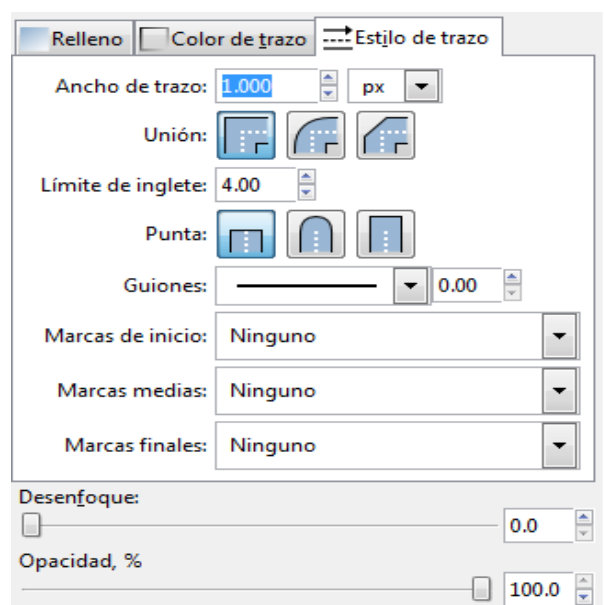 Relleno Color de trazo Estilo de trazo
Ancho de trazo: 1.000 px
Unión:
Límite de inglete: 4.00
Punta:
Guiones: 0.00
Marcas de inicio: Ninguno
Marcas medias: Ninguno
Marcas finales: Ninguno
Desenfoque:
0.0
Opacidad, %
100.0